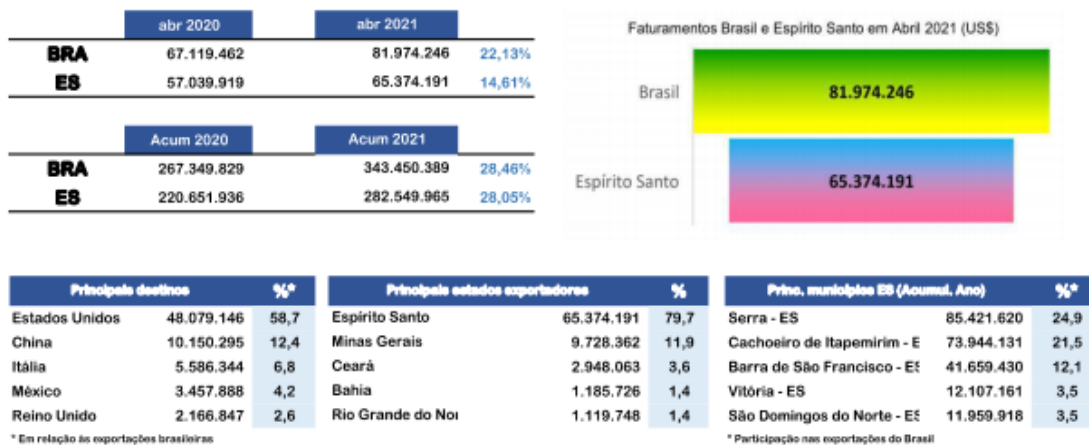 abr 2020 abr 2021
BRA 67.119.462 81.974.246 22,13%
ES 57.039.919 65.374.191 14,61%
Acum 2020 Acum 2021
BRA 267.349.829 343.450.389 28,46%
ES 220.651.936 282.549.965 28,05%
Faturamentos Brasil e Espírito Santo em Abril 2021 (US$)
Brasil 81.974.246
Espírito Santo 65.374.191
Principais destinos %*
Estados Unidos 48.079.146 58,7
China 10.150.295 12,4
Itália 5.586.344 6,8
México 3.457.888 4,2
Reino Unido 2.166.847 2,6
* Em relação às exportações brasileiras
Principais estados exportadores %
Espírito Santo 65.374.191 79,7
Minas Gerais 9.728.362 11,9
Ceará 2.948.063 3,6
Bahia 1.185.726 1,4
Rio Grande do Nor 1.119.748 1,4
Princ. municípios ES (Acumul. Ano) %*
Serra - ES 85.421.620 24,9
Cachoeiro de Itapemirim - E 73.944.131 21,5
Barra de São Francisco - ES 41.659.430 12,1
Vitória - ES 12.107.161 3,5
São Domingos do Norte - ES 11.959.918 3,5
* Participação nas exportações do Brasil